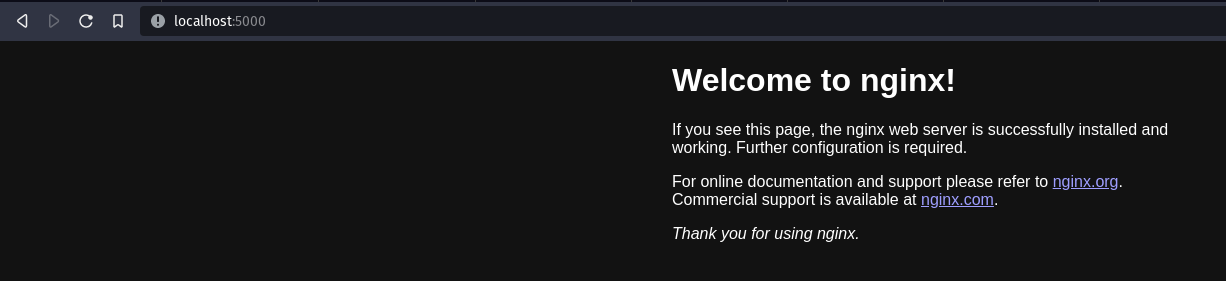 localhost:5000
Welcome to nginx!
If you see this page, the nginx web server is successfully installed and
working. Further configuration is required.
For online documentation and support please refer to nginx.org.
Commercial support is available at nginx.com.
Thank you for using nginx.